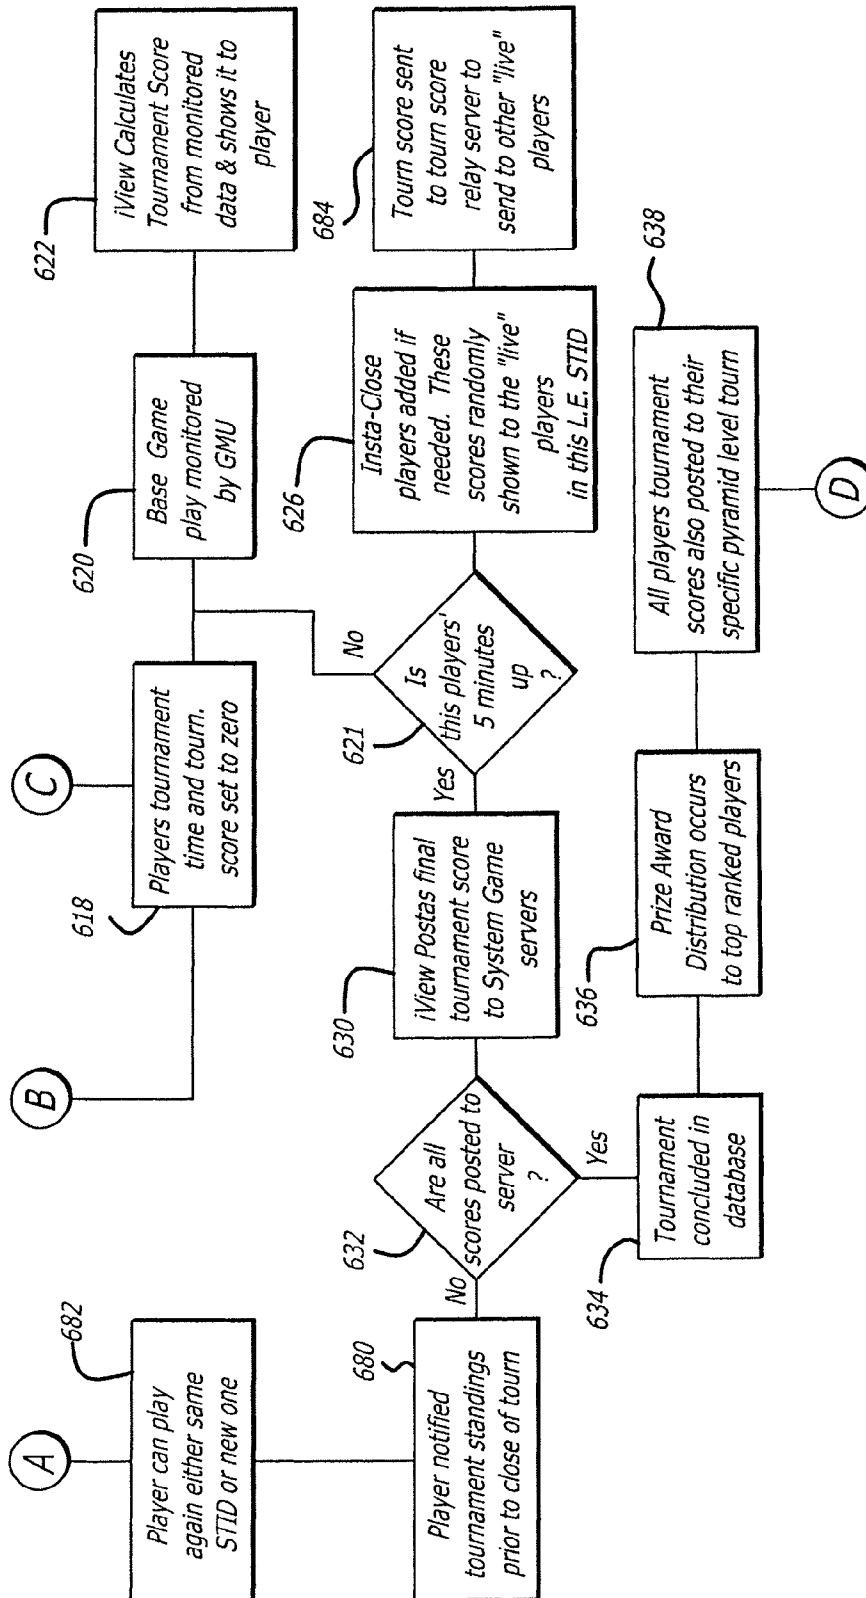 A
Player can play
again either same
STID or new one
682
B
C
Players tournament
time and tourn.
score set to zero
618
Base Game
play monitored
by GMU
620
iView Calculates
Tournament Score
from monitored
data & shows it to
player
622
Player notified
tournament standings
prior to close of tourn
680
No
Are all
scores posted to
server
?
632
Yes
iView Postas final
tournament score
to System Game
servers
630
Yes
Is
this players'
5 minutes
up
?
621
No
Insta-Close
players added if
needed. These
scores randomly
shown to the "live"
players
in this L.E. STID
626
Tourn score sent
to tourn score
relay server to
send to other "live"
players
684
Tournament
concluded in
database
634
Prize Award
Distribution occurs
to top ranked players
636
All players tournament
scores also posted to their
specific pyramid level tourn
638
D